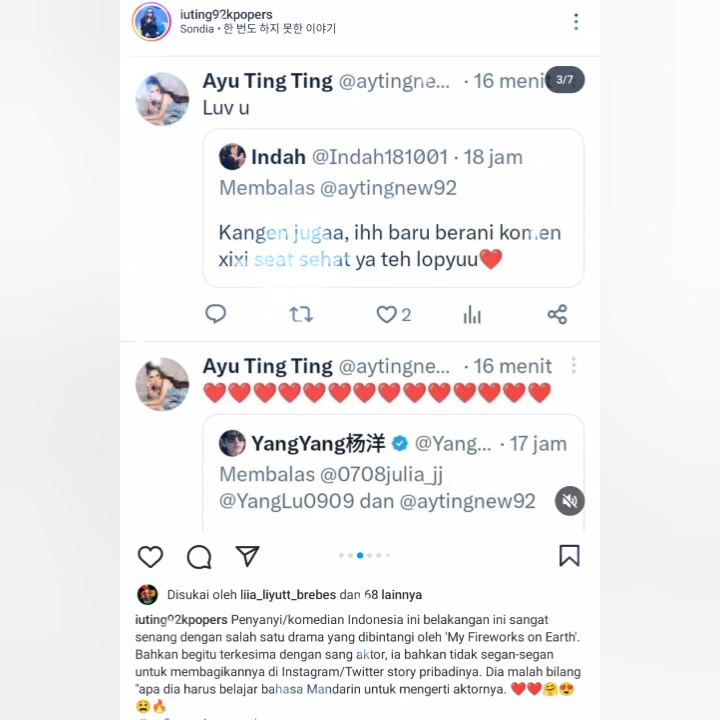 iuting92kpopers
Sondia • 한 번도 하지 못한 이야기
Ayu Ting Ting @aytingne... · 16 menit
3/7
Luv u
Indah @Indah181001 · 18 jam
Membalas @aytingnew92
Kangen jugaa, ihh baru berani komen
xixi seat sehat ya teh lopyuu❤️
2
Ayu Ting Ting @aytingne... · 16 menit
❤️❤️❤️❤️❤️❤️❤️❤️❤️❤️❤️❤️❤️❤️
YangYang杨洋 @Yang... · 17 jam
Membalas @0708julia_jj
@YangLu0909 dan @aytingnew92
Disukai oleh liia_liyutt_brebes dan 68 lainnya
iuting92kpopers Penyanyi/komedian Indonesia ini belakangan ini sangat
senang dengan salah satu drama yang dibintangi oleh 'My Fireworks on Earth'.
Bahkan begitu terkesima dengan sang aktor, ia bahkan tidak segan-segan
untuk membagikannya di Instagram/Twitter story pribadinya. Dia malah bilang
"apa dia harus belajar bahasa Mandarin untuk mengerti aktornya. ❤️❤️🤗😍
😫🔥